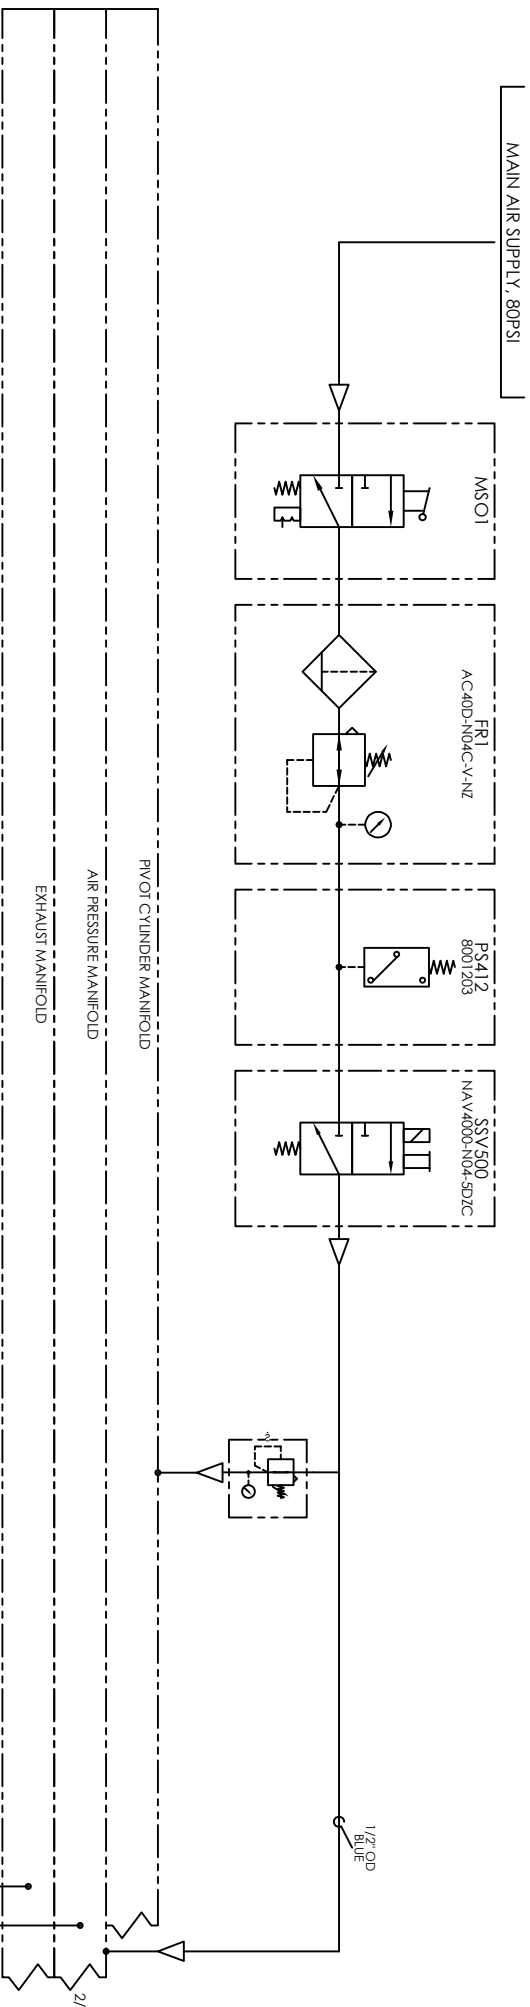 MAIN AIR SUPPLY, 80PSI
MSO1
FR1
AC40D-N04C-V-NZ
PS412
8001203
SSV500
NAV4000-N04-5DZC
1/2" OD
BLUE
PIVOT CYLINDER MANIFOLD
AIR PRESSURE MANIFOLD
EXHAUST MANIFOLD
2/